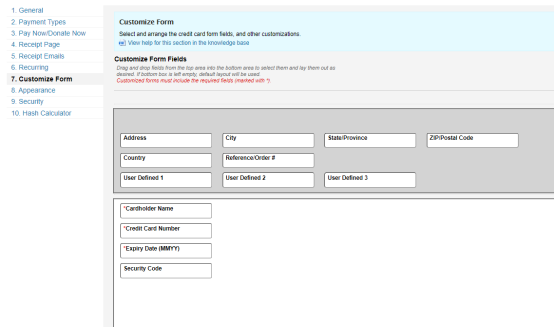 1. General
2. Payment Types
3. Pay Now/Donate Now
4. Receipt Page
5. Receipt Emails
6. Recurring
7. Customize Form
8. Appearance
9. Security
10. Hash Calculator
Customize Form
Select and arrange the credit card form fields, and other customizations.
View help for this section in the knowledge base
Customize Form Fields
Drag and drop fields from the top area into the bottom area to select them and lay them out as
desired. If bottom box is left empty, default layout will be used.
Customized forms must include the required fields (marked with *).
Address City State/Province ZIP/Postal Code
Country Reference/Order #
User Defined 1 User Defined 2 User Defined 3
*Cardholder Name
*Credit Card Number
*Expiry Date (MMYY)
Security Code